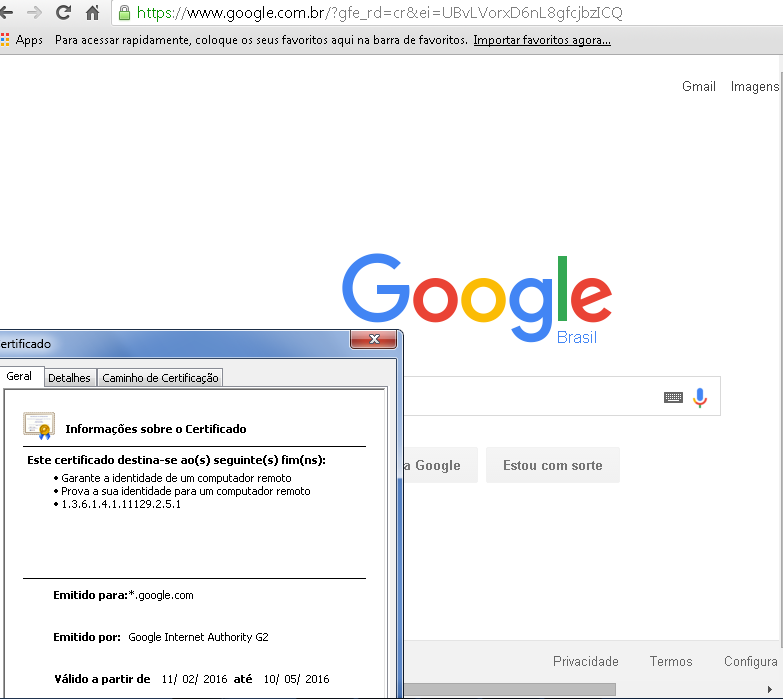 https://www.google.com.br/?gfe_rd=cr&ei=UBvLVorxD6nL8gfcjbzICQ
Apps Para acessar rapidamente, coloque os seus favoritos aqui na barra de favoritos. Importar favoritos agora...
Gmail Imagens
Google
Brasil
ertificado
Geral Detalhes Caminho de Certificação
Informações sobre o Certificado
Este certificado destina-se ao(s) seguinte(s) fim(ns):
• Garante a identidade de um computador remoto
• Prova a sua identidade para um computador remoto
• 1.3.6.1.4.1.11129.2.5.1
a Google Estou com sorte
Emitido para:*.google.com
Emitido por: Google Internet Authority G2
Válido a partir de 11/ 02/ 2016 até 10/ 05/ 2016
Privacidade Termos Configura